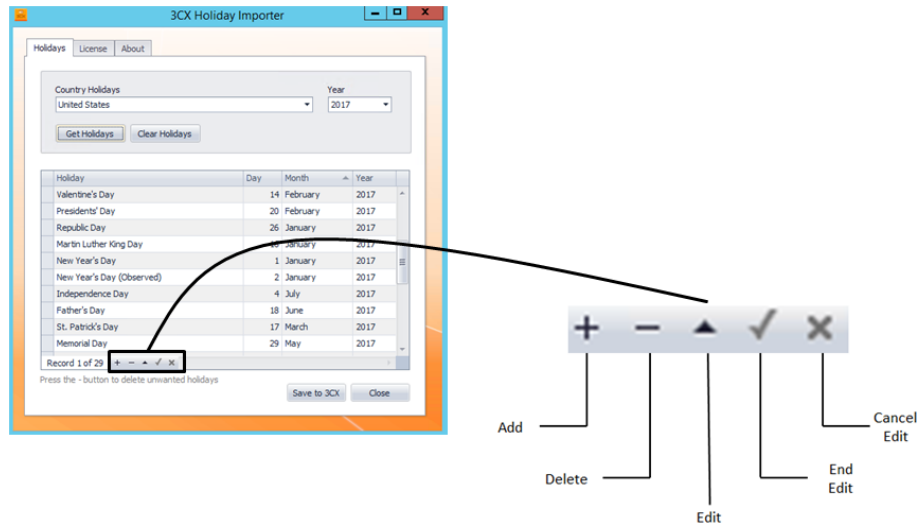 3CX Holiday Importer
Holidays License About
Country Holidays Year
United States 2017
Get Holidays Clear Holidays
Holiday Day Month Year
Valentine's Day 14 February 2017
Presidents' Day 20 February 2017
Republic Day 26 January 2017
Martin Luther King Day January 2017
New Year's Day 1 January 2017
New Year's Day (Observed) 2 January 2017
Independence Day 4 July 2017
Father's Day 18 June 2017
St. Patrick's Day 17 March 2017
Memorial Day 29 May 2017
Record 1 of 29
Press the - button to delete unwanted holidays
Save to 3CX Close
Add
Delete
Edit
End
Edit
Cancel
Edit